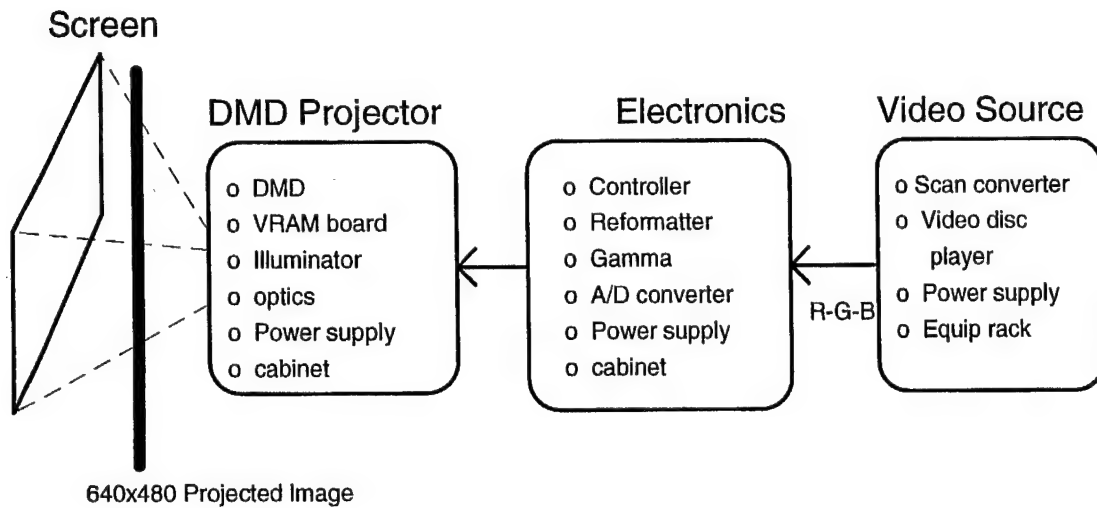 Screen
DMD Projector
o DMD
o VRAM board
o Illuminator
o optics
o Power supply
o cabinet
Electronics
o Controller
o Reformatter
o Gamma
o A/D converter
o Power supply
o cabinet
Video Source
o Scan converter
o Video disc
player
o Power supply
o Equip rack
R-G-B
640x480 Projected Image